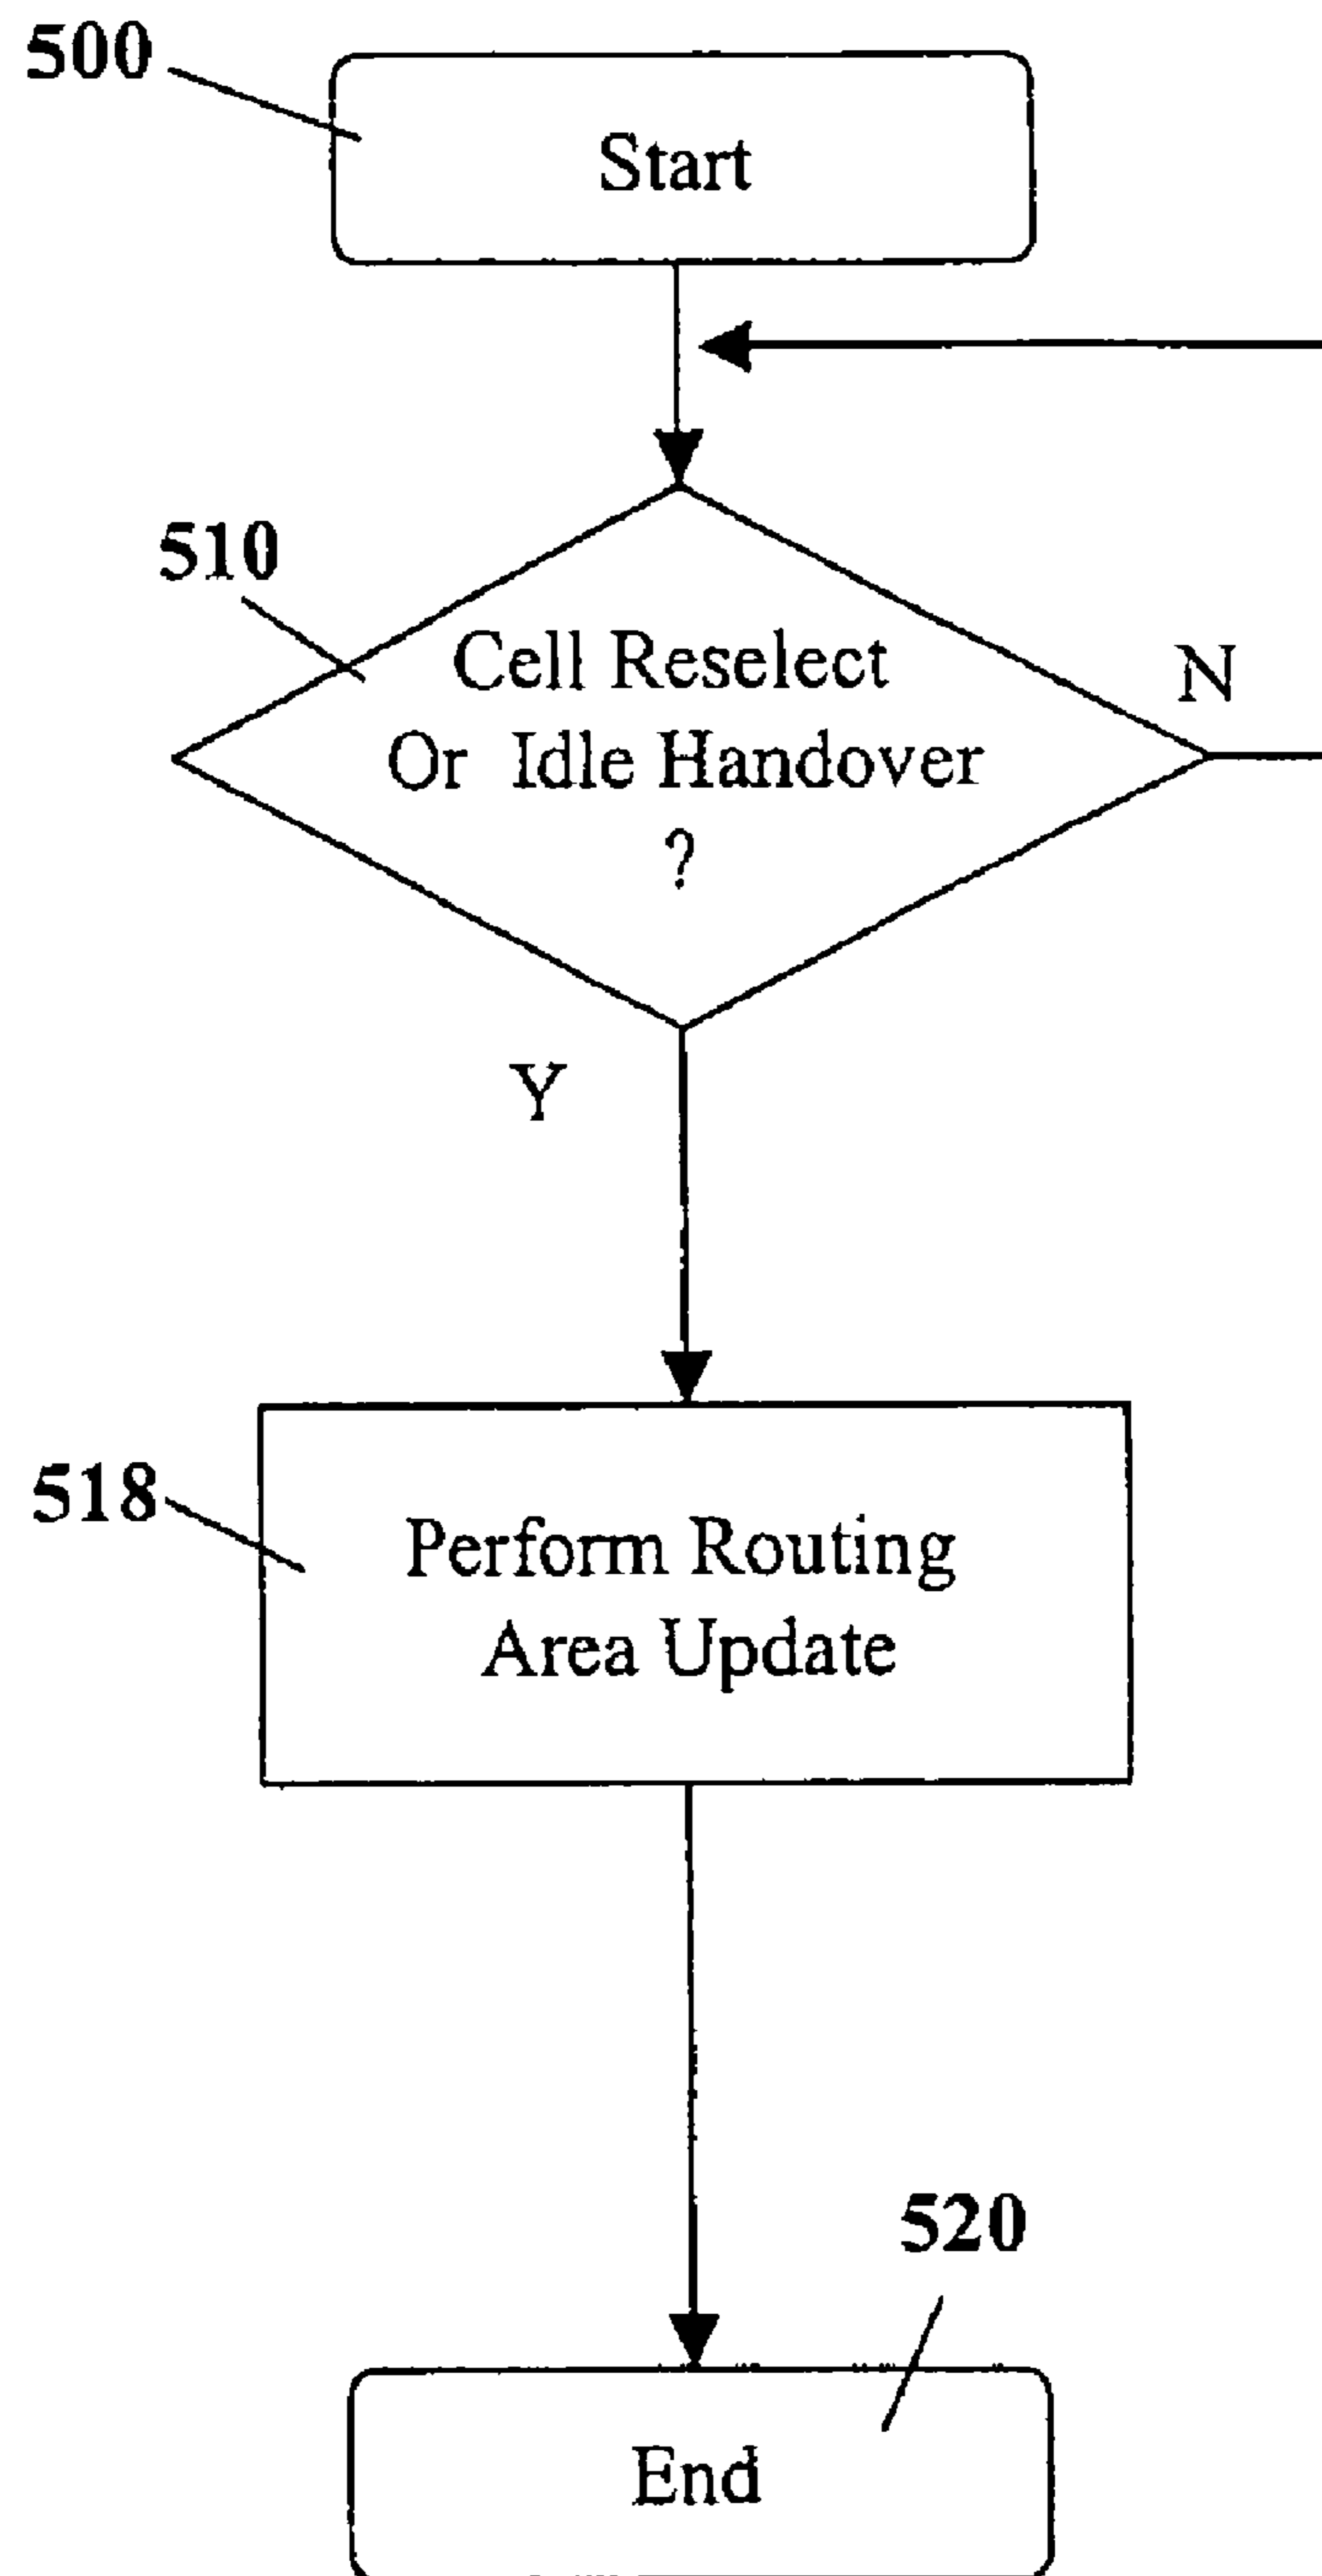 500
Start
510
Cell Reselect
Or Idle Handover
?
N
Y
518
Perform Routing
Area Update
520
End